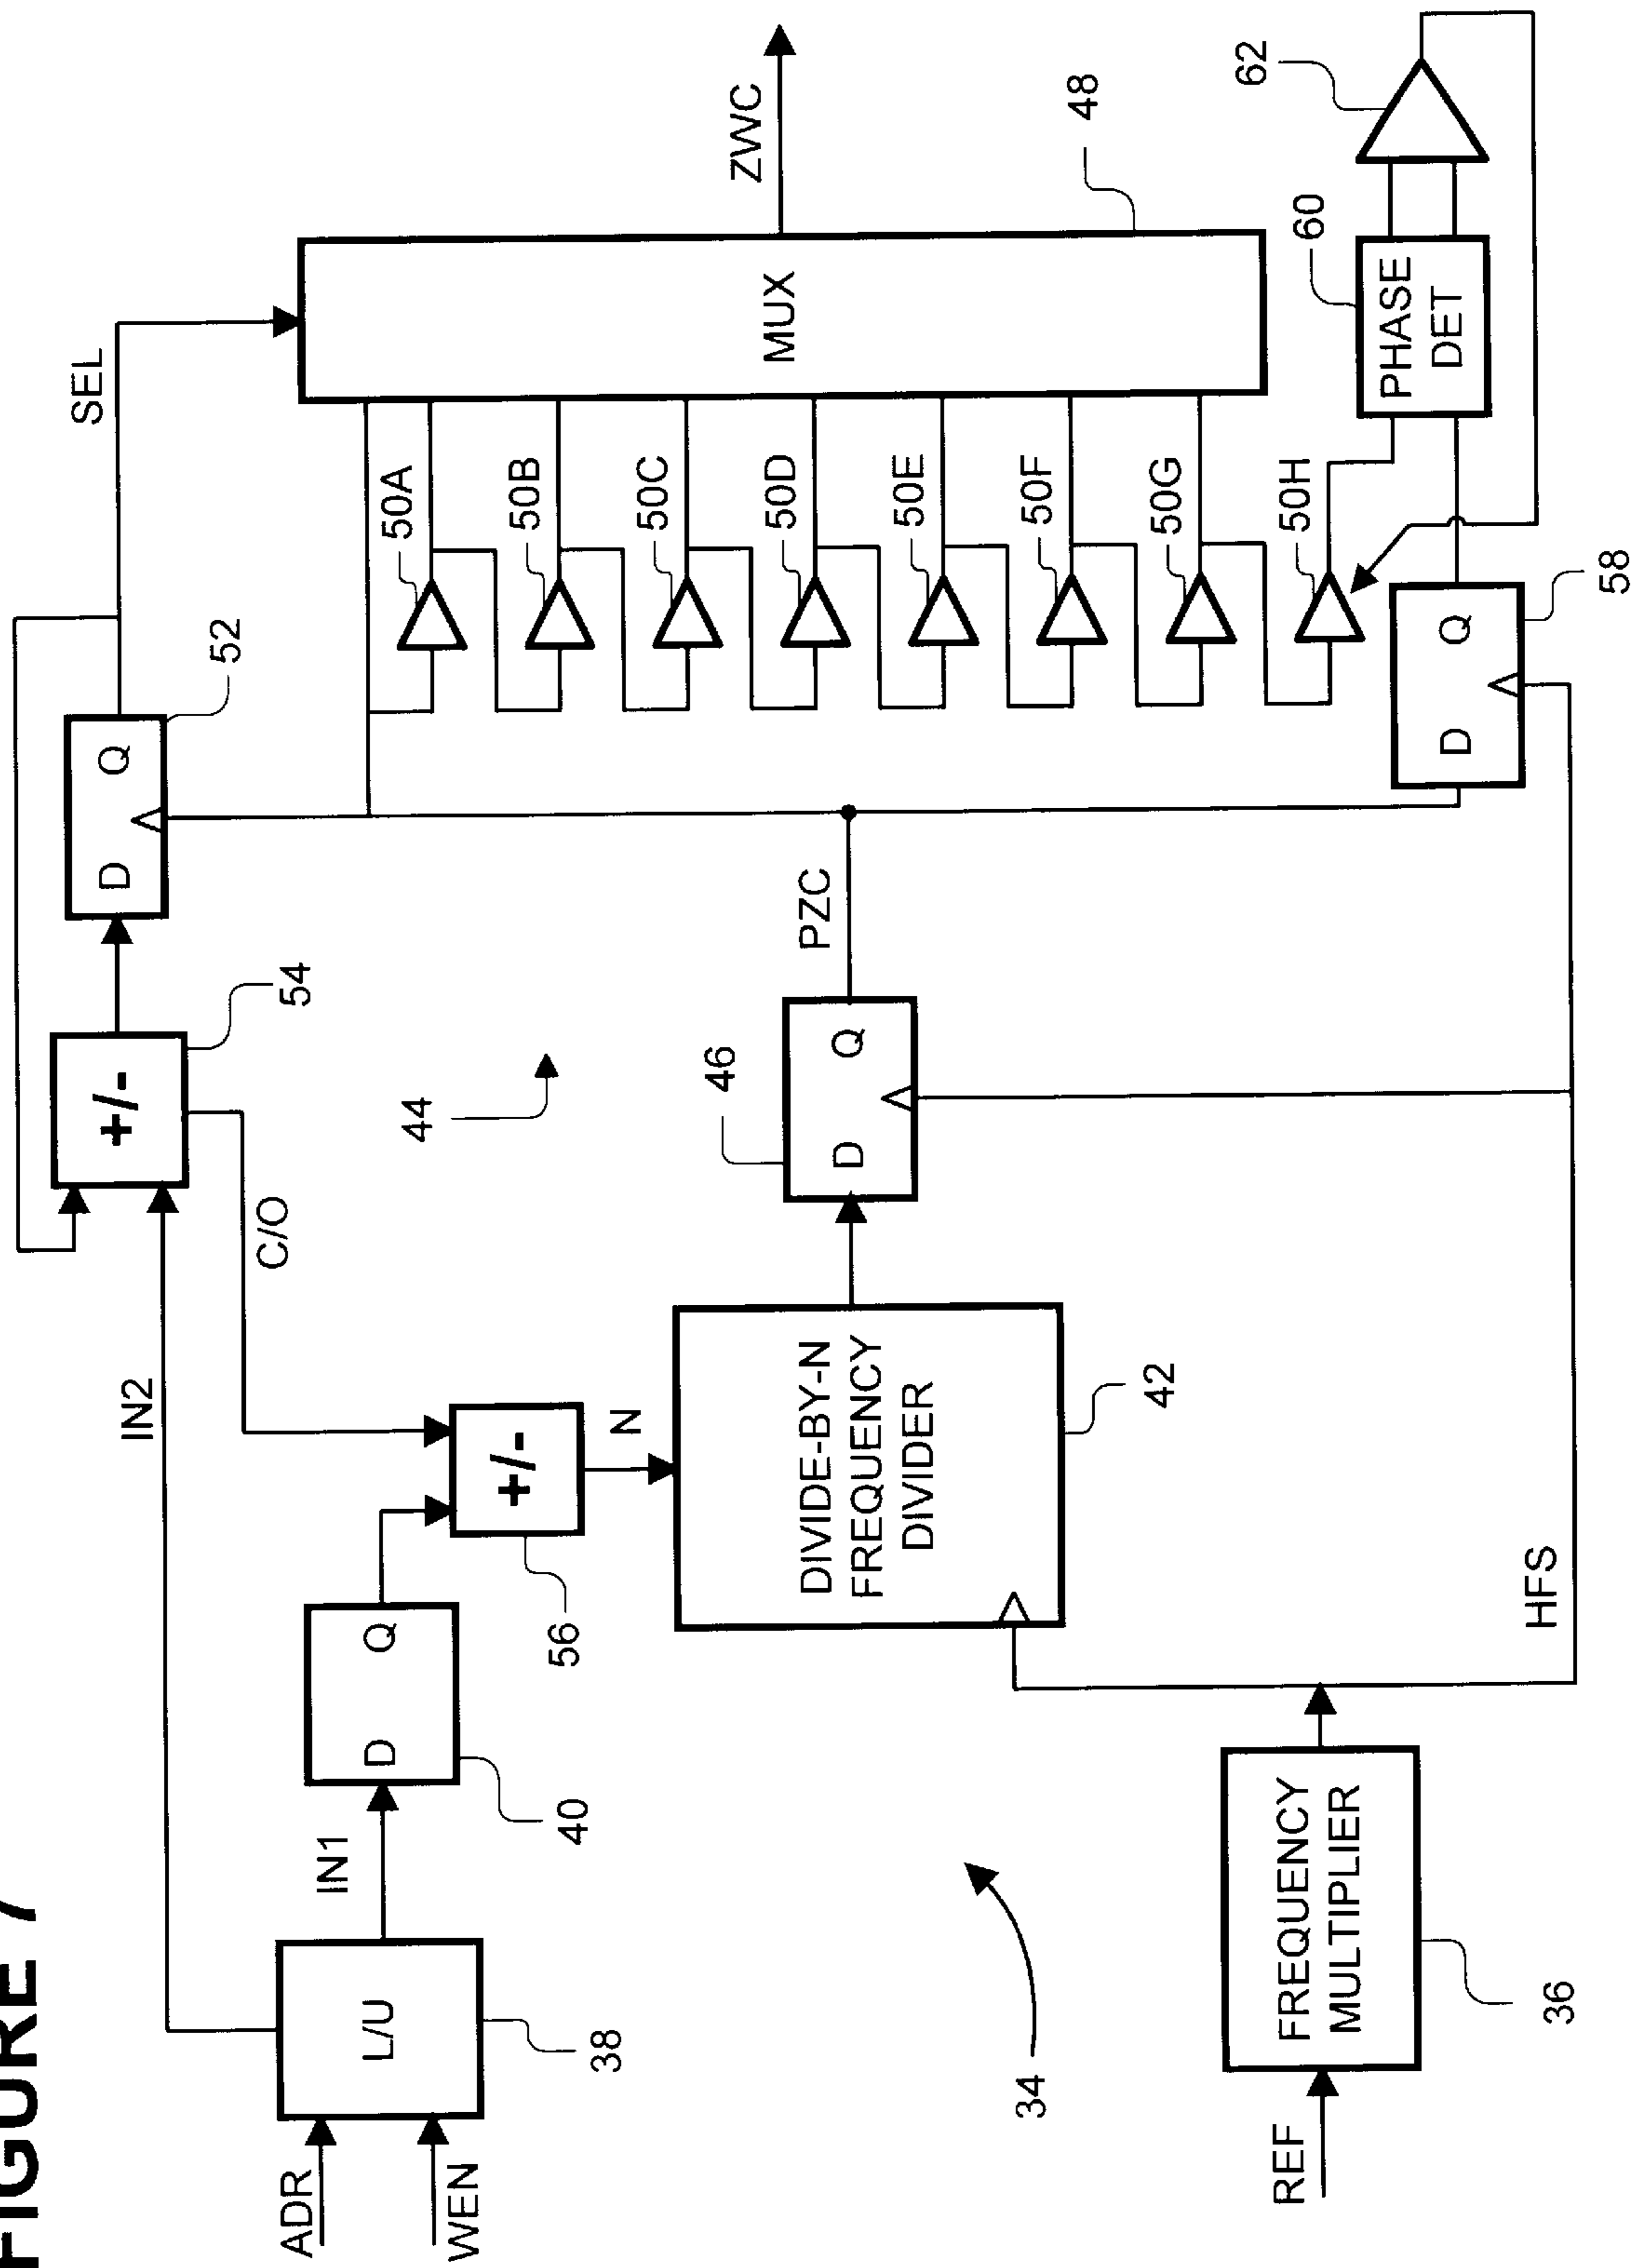 FIGURE 7
ADR
WEN
L/U
38
IN1
IN2
D Q
40
+/-
56
C/O
N
+/-
54
D Q
52
SEL
44
34
REF
FREQUENCY
MULTIPLIER
36
HFS
DIVIDE-BY-N
FREQUENCY
DIVIDER
42
D Q
46
PZC
50A
50B
50C
50D
50E
50F
50G
50H
MUX
48
ZWC
D Q
58
PHASE
DET
60
62